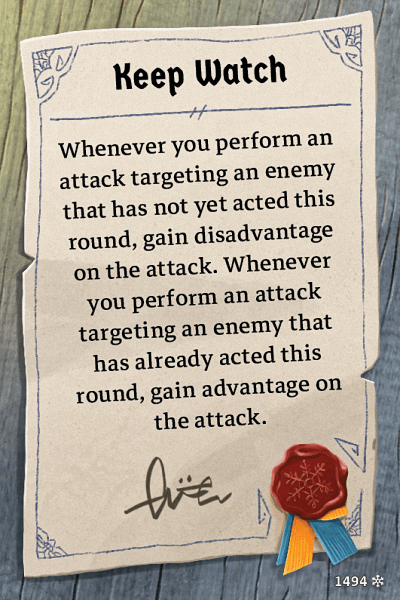 Keep Watch
Whenever you perform an
attack targeting an enemy
that has not yet acted this
round, gain disadvantage
on the attack. Whenever
you perform an attack
targeting an enemy that
has already acted this
round, gain advantage on
the attack.
1494